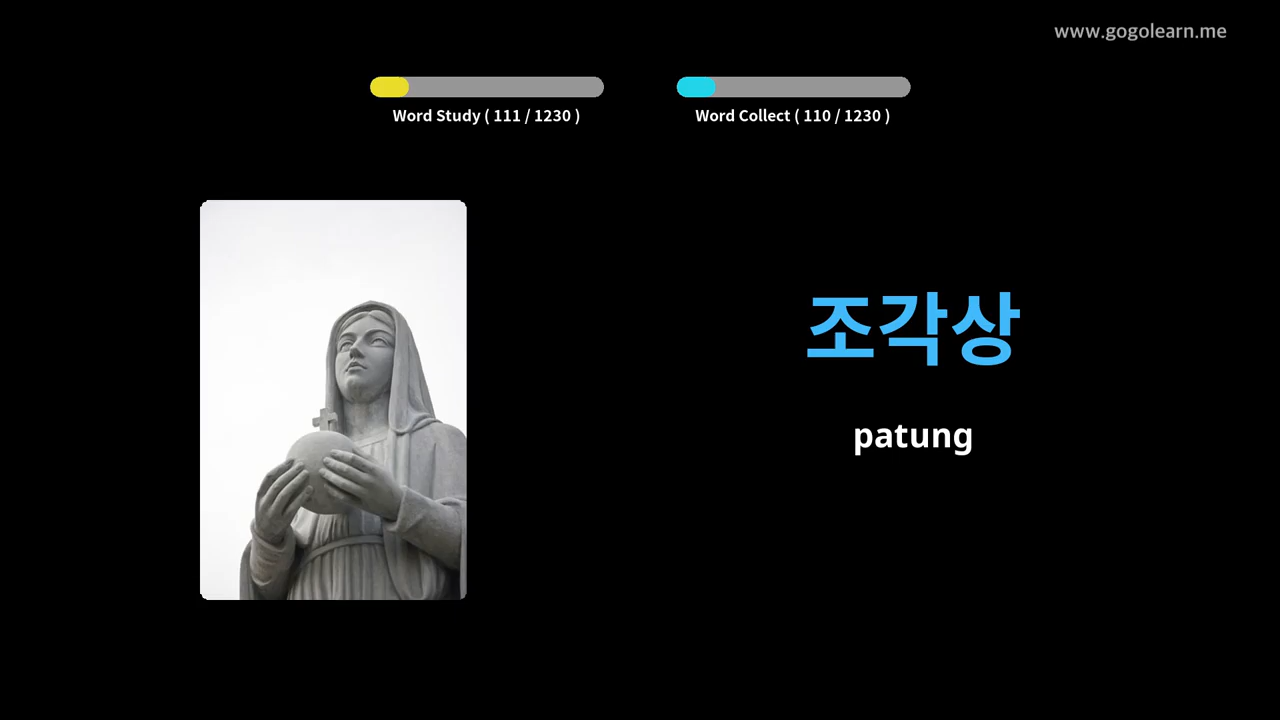 www.gogolearn.me
Word Study ( 111 / 1230 )
Word Collect ( 110 / 1230 )
조각상
patung